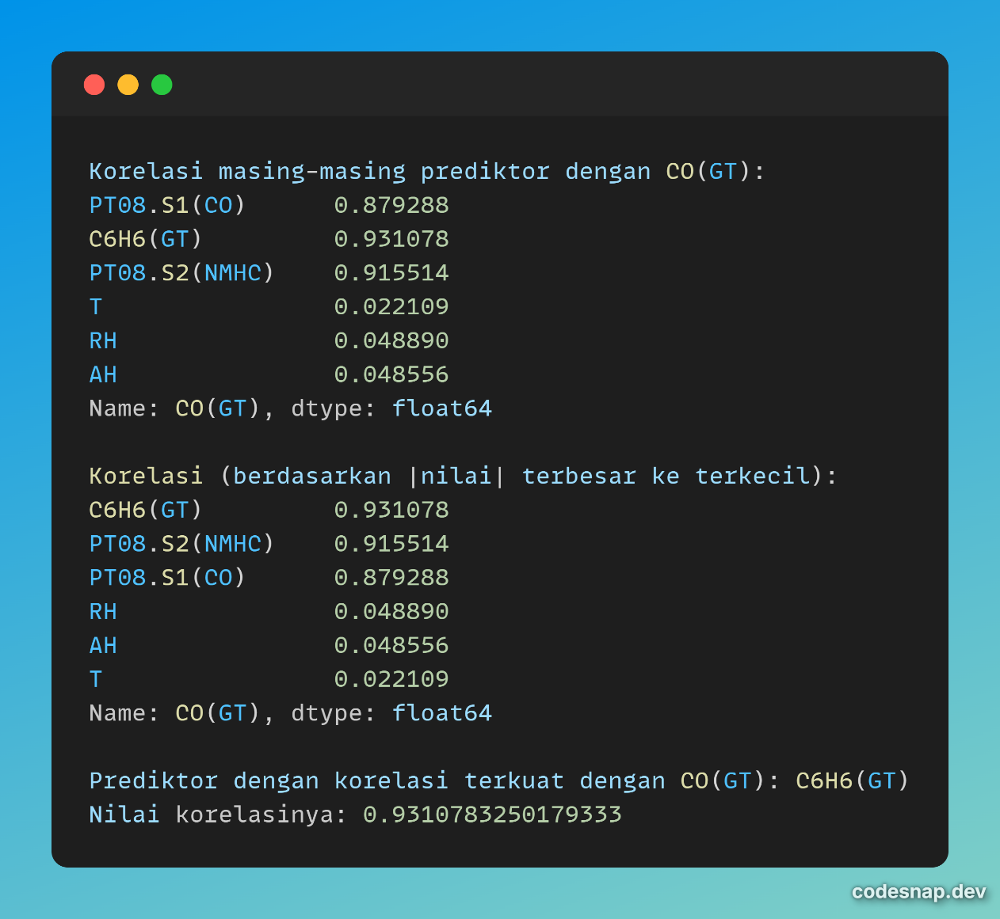 Korelasi masing-masing prediktor dengan CO(GT):
PT08.S1(CO)      0.879288
C6H6(GT)         0.931078
PT08.S2(NMHC)    0.915514
T                0.022109
RH               0.048890
AH               0.048556
Name: CO(GT), dtype: float64

Korelasi (berdasarkan |nilai| terbesar ke terkecil):
C6H6(GT)         0.931078
PT08.S2(NMHC)    0.915514
PT08.S1(CO)      0.879288
RH               0.048890
AH               0.048556
T                0.022109
Name: CO(GT), dtype: float64

Prediktor dengan korelasi terkuat dengan CO(GT): C6H6(GT)
Nilai korelasinya: 0.9310783250179333
codesnap.dev